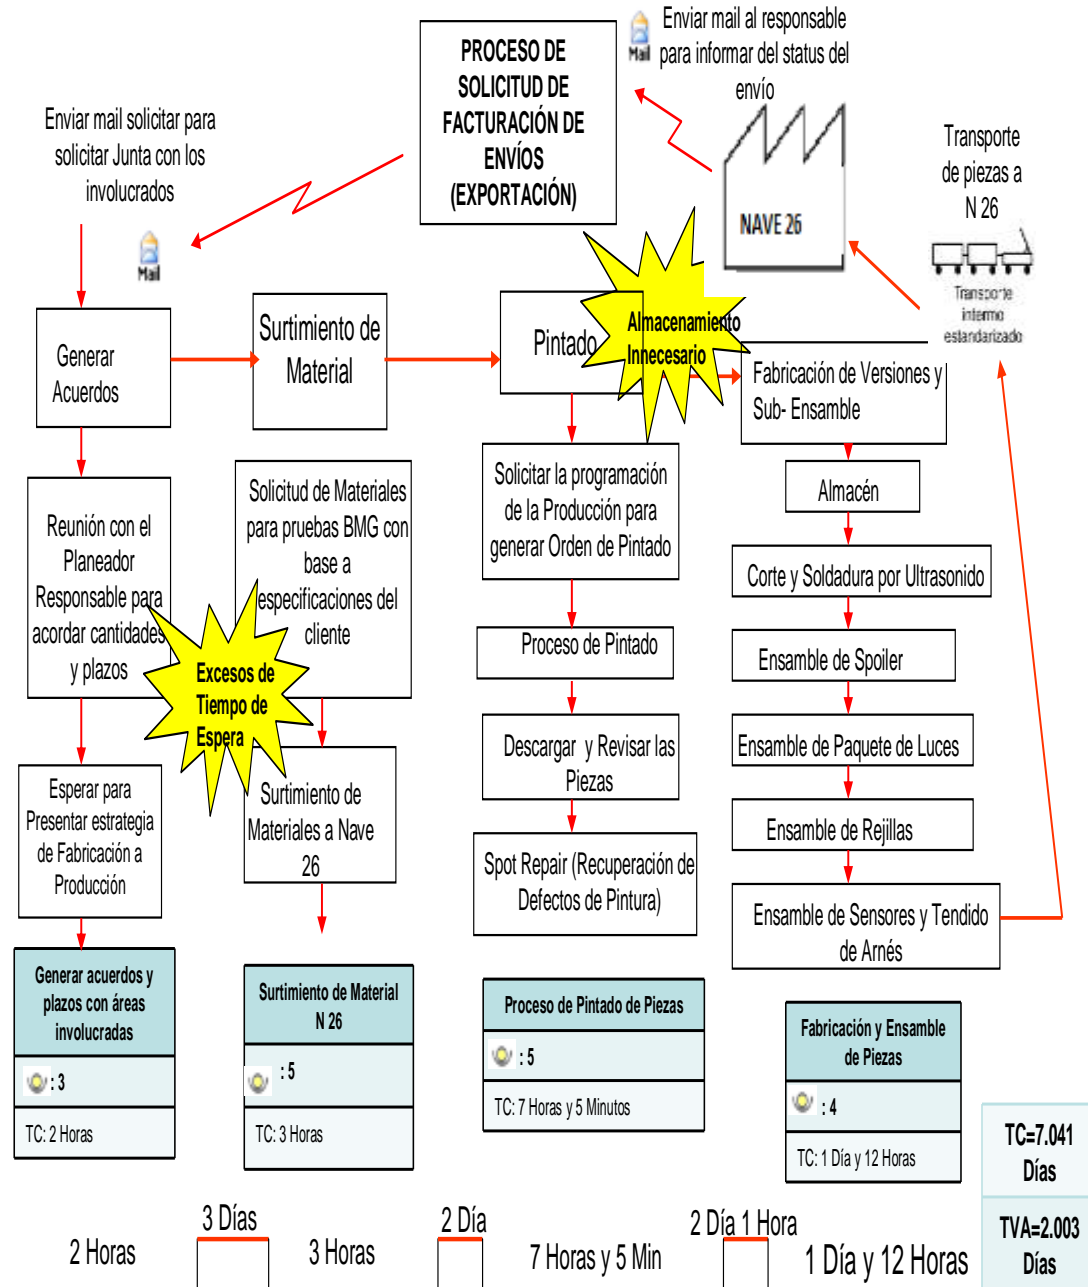 PROCESO DE
SOLICITUD DE
FACTURACIÓN DE
ENVÍOS
(EXPORTACIÓN)
Mail
Enviar mail al responsable
para informar del status del
envío
Enviar mail solicitar para
solicitar Junta con los
involucrados
Mail
NAVE 26
Transporte
de piezas a
N 26
Transporte
interno
estandarizado
Generar
Acuerdos
Surtimiento de
Material
Pintado
Almacenamiento
Innecesario
Fabricación de Versiones y
Sub- Ensamble
Reunión con el
Planeador
Responsable para
acordar cantidades
y plazos
Esperar para
Presentar estrategia
de Fabricación a
Producción
Solicitud de Materiales
para pruebas BMG con
base a
especificaciones del
cliente
Excesos de
Tiempo de
Espera
Surtimiento de
Materiales a Nave
26
Solicitar la programación
de la Producción para
generar Orden de Pintado
Proceso de Pintado
Descargar y Revisar las
Piezas
Spot Repair (Recuperación de
Defectos de Pintura)
Almacén
Corte y Soldadura por Ultrasonido
Ensamble de Spoiler
Ensamble de Paquete de Luces
Ensamble de Rejillas
Ensamble de Sensores y Tendido
de Arnés
Generar acuerdos y
plazos con áreas
involucradas
: 3
TC: 2 Horas
Surtimiento de Material
N 26
: 5
TC: 3 Horas
Proceso de Pintado de Piezas
: 5
TC: 7 Horas y 5 Minutos
Fabricación y Ensamble
de Piezas
: 4
TC: 1 Día y 12 Horas
TC=7.041
Días
TVA=2.003
Días
2 Horas
3 Días
3 Horas
2 Día
7 Horas y 5 Min
2 Día 1 Hora
1 Día y 12 Horas